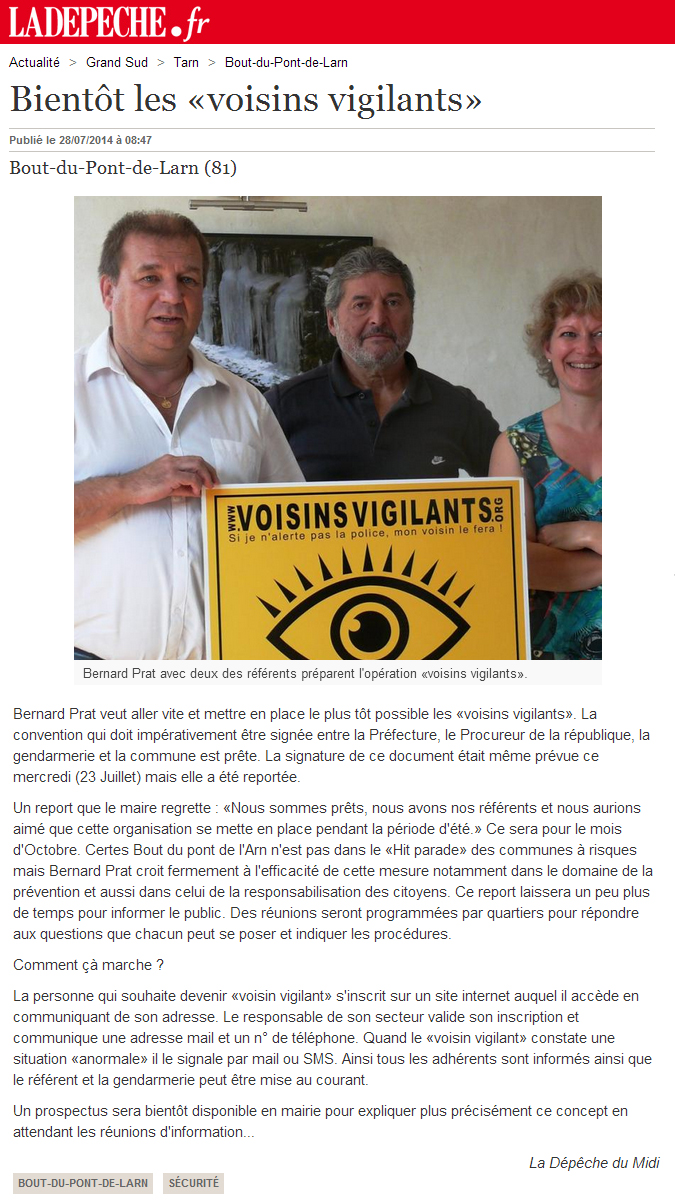 LADEPECHE.fr
Actualité > Grand Sud > Tarn > Bout-du-Pont-de-Larn
Bientôt les «voisins vigilants»
Publié le 28/07/2014 à 08:47
Bout-du-Pont-de-Larn (81)
WWW.VOISINSVIGILANTS.ORG
Si je n'alerte pas la police, mon voisin le fera !
Bernard Prat avec deux des référents préparent l'opération «voisins vigilants».
Bernard Prat veut aller vite et mettre en place le plus tôt possible les «voisins vigilants». La
convention qui doit impérativement être signée entre la Préfecture, le Procureur de la république, la
gendarmerie et la commune est prête. La signature de ce document était même prévue ce
mercredi (23 Juillet) mais elle a été reportée.
Un report que le maire regrette : «Nous sommes prêts, nous avons nos référents et nous aurions
aimé que cette organisation se mette en place pendant la période d'été.» Ce sera pour le mois
d'Octobre. Certes Bout du pont de l'Arn n'est pas dans le «Hit parade» des communes à risques
mais Bernard Prat croit fermement à l'efficacité de cette mesure notamment dans le domaine de la
prévention et aussi dans celui de la responsabilisation des citoyens. Ce report laissera un peu plus
de temps pour informer le public. Des réunions seront programmées par quartiers pour répondre
aux questions que chacun peut se poser et indiquer les procédures.
Comment çà marche ?
La personne qui souhaite devenir «voisin vigilant» s'inscrit sur un site internet auquel il accède en
communiquant de son adresse. Le responsable de son secteur valide son inscription et
communique une adresse mail et un n° de téléphone. Quand le «voisin vigilant» constate une
situation «anormale» il le signale par mail ou SMS. Ainsi tous les adhérents sont informés ainsi que
le référent et la gendarmerie peut être mise au courant.
Un prospectus sera bientôt disponible en mairie pour expliquer plus précisément ce concept en
attendant les réunions d'information...
La Dépêche du Midi
BOUT-DU-PONT-DE-LARN SÉCURITÉ